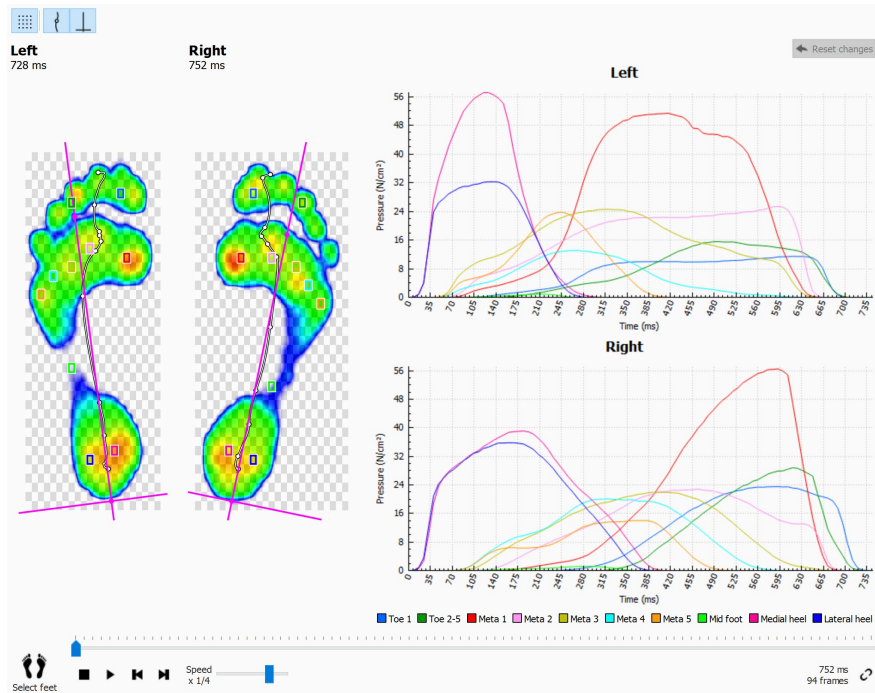 Left Right
728 ms 752 ms
Reset changes
Left
Pressure (N/cm²)
56
48
40
32
24
16
8
0
0 35 70 105 140 175 210 245 280 315 350 385 420 455 490 525 560 595 630 665 700 735
Time (ms)
Right
Pressure (N/cm²)
56
48
40
32
24
16
8
0
0 35 70 105 140 175 210 245 280 315 350 385 420 455 490 525 560 595 630 665 700 735
Time (ms)
Toe 1 Toe 2-5 Meta 1 Meta 2 Meta 3 Meta 4 Meta 5 Mid foot Medial heel Lateral heel
Select feet
Speed
x 1/4
752 ms
94 frames